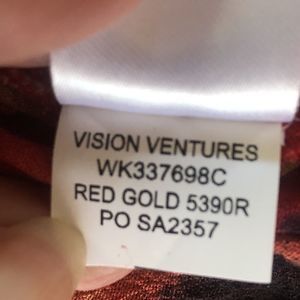 VISION VENTURES
WK337698C
RED GOLD 5390R
PO SA2357